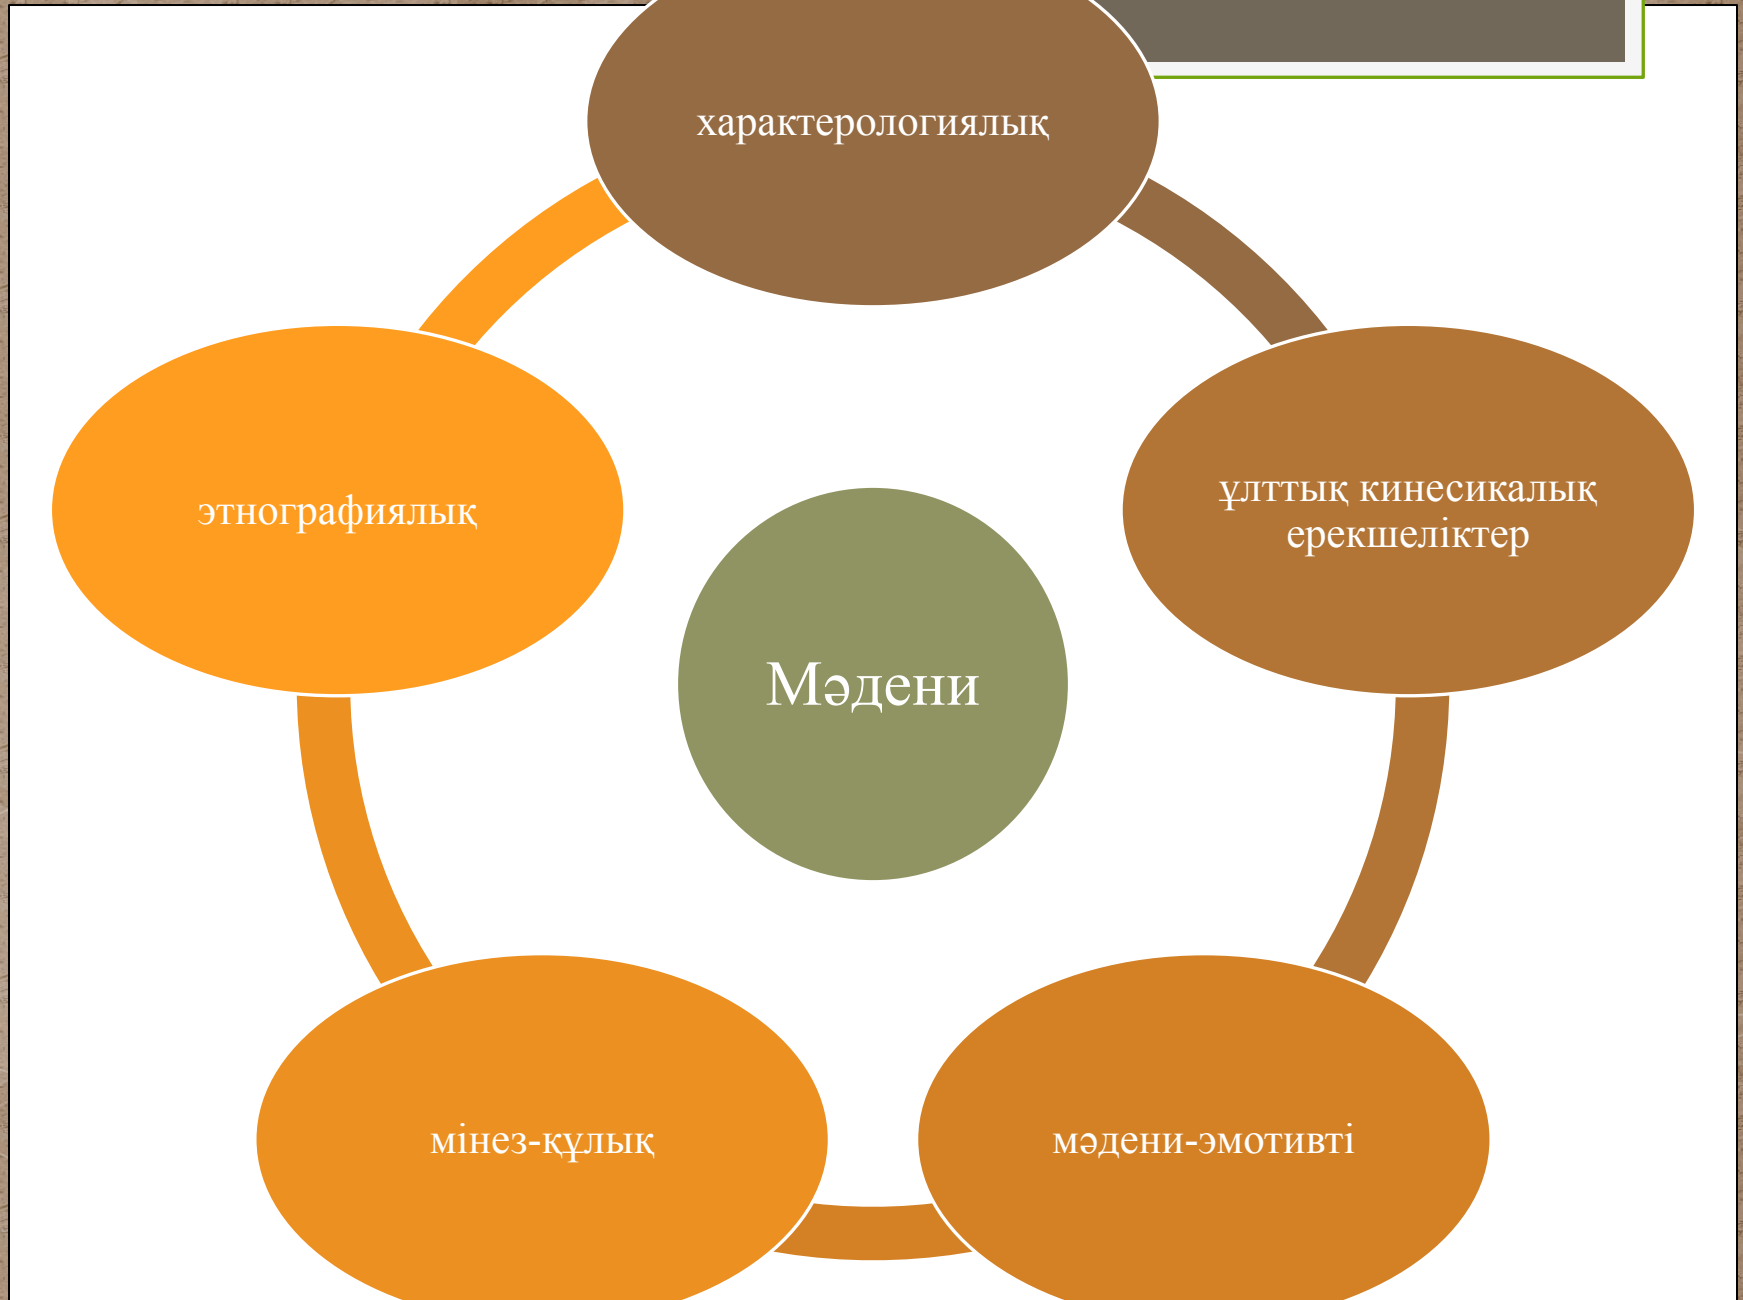 характерологиялық
этнографиялық
ұлттық кинесикалық
ерекшеліктер
Мәдени
мінез-құлық
мәдени-эмотивті